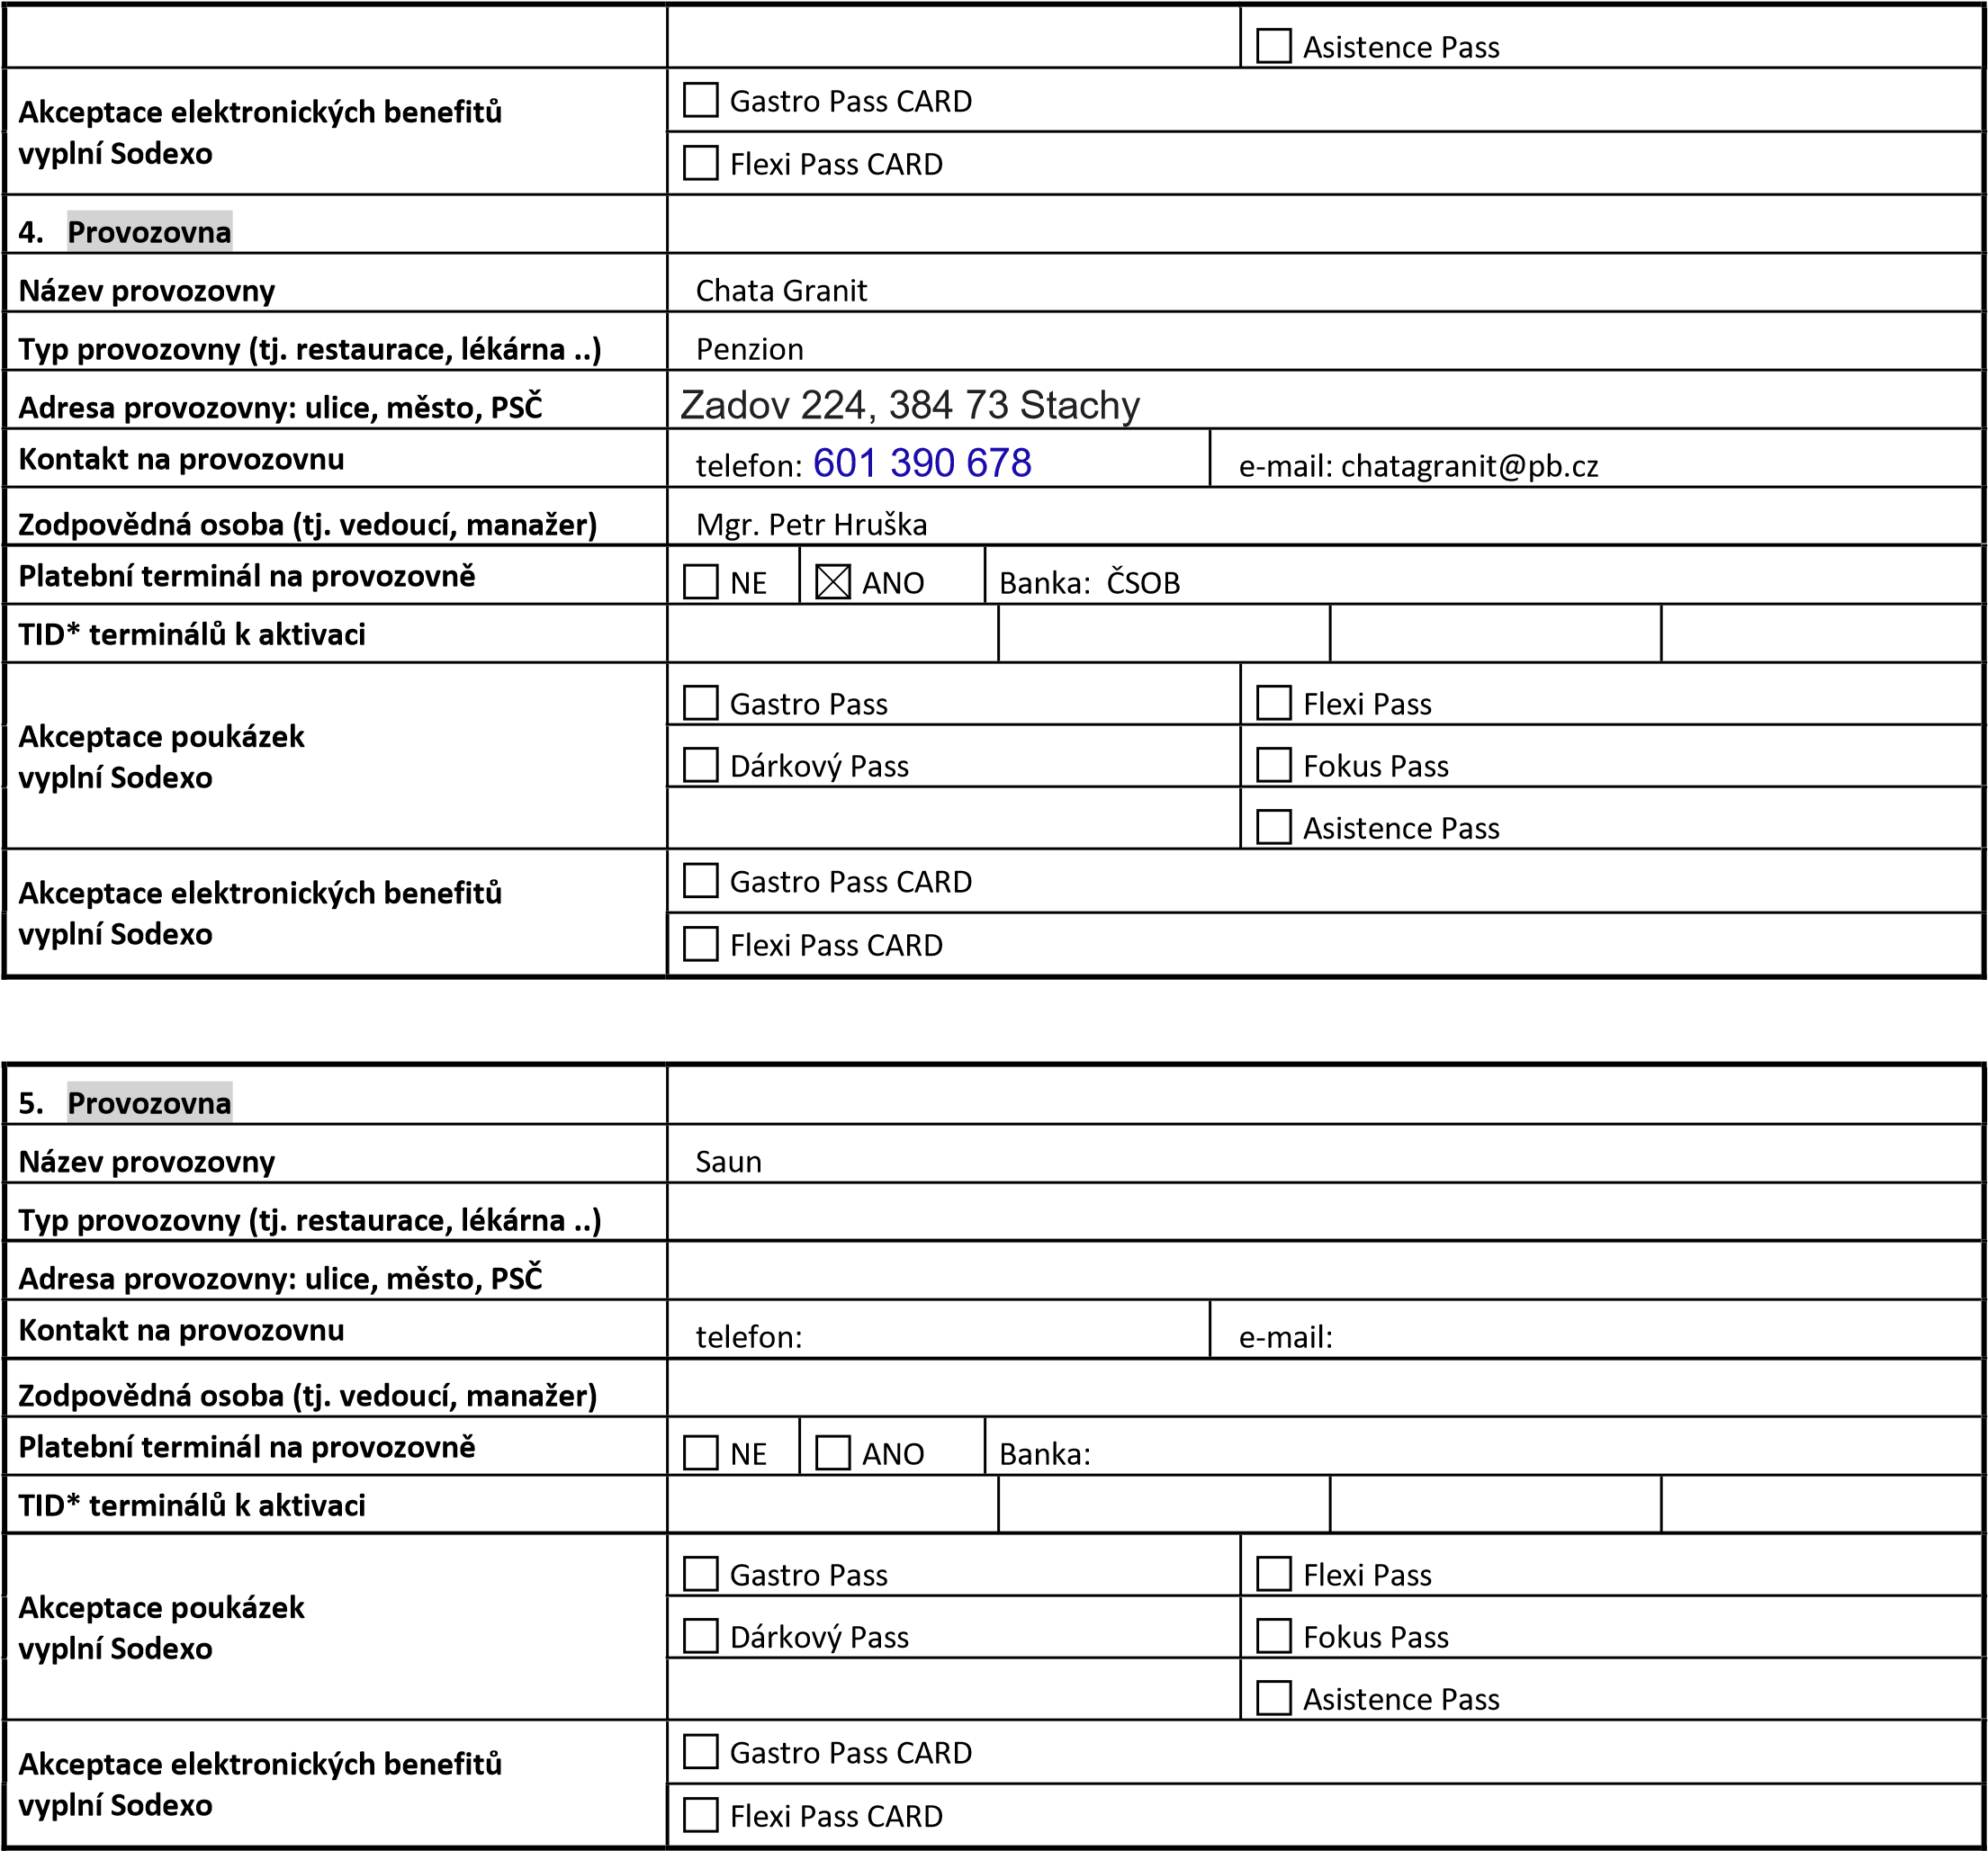 Asistence Pass
Akceptace elektronických benefitů
vyplní Sodexo
Gastro Pass CARD
Flexi Pass CARD
4. Provozovna
Název provozovny Chata Granit
Typ provozovny (tj. restaurace, lékárna ..) Penzion
Adresa provozovny: ulice, město, PSČ Zadov 224, 384 73 Stachy
Kontakt na provozovnu telefon: 601 390 678 e-mail: chatagranit@pb.cz
Zodpovědná osoba (tj. vedoucí, manažer) Mgr. Petr Hruška
Platební terminál na provozovně NE ANO Banka: ČSOB
TID* terminálů k aktivaci
Akceptace poukázek
vyplní Sodexo
Gastro Pass Flexi Pass
Dárkový Pass Fokus Pass
Asistence Pass
Akceptace elektronických benefitů
vyplní Sodexo
Gastro Pass CARD
Flexi Pass CARD
5. Provozovna
Název provozovny Saun
Typ provozovny (tj. restaurace, lékárna ..)
Adresa provozovny: ulice, město, PSČ
Kontakt na provozovnu telefon: e-mail:
Zodpovědná osoba (tj. vedoucí, manažer)
Platební terminál na provozovně NE ANO Banka:
TID* terminálů k aktivaci
Akceptace poukázek
vyplní Sodexo
Gastro Pass Flexi Pass
Dárkový Pass Fokus Pass
Asistence Pass
Akceptace elektronických benefitů
vyplní Sodexo
Gastro Pass CARD
Flexi Pass CARD